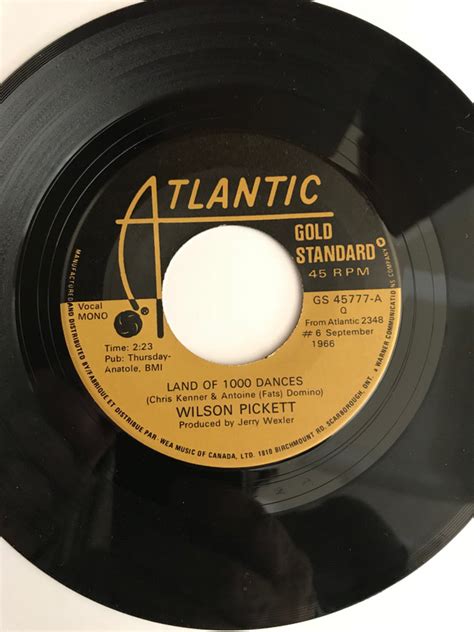 ATLANTIC
GOLD
STANDARD®
45 RPM
Vocal
MONO
GS 45777-A
Q
From Atlantic 2348
# 6 September
1966
Time: 2:23
Pub: Thursday-
Anatole, BMI
LAND OF 1000 DANCES
(Chris Kenner & Antoine (Fats) Domino)
WILSON PICKETT
Produced by Jerry Wexler
MANUFACTURED AND DISTRIBUTED BY/FABRIQUE ET DISTRIBUE PAR WEA MUSIC OF CANADA, LTD. 1810 BIRCHMOUNT RD. SCARBOROUGH, ONT. A WARNER COMMUNICATIONS COMPANY